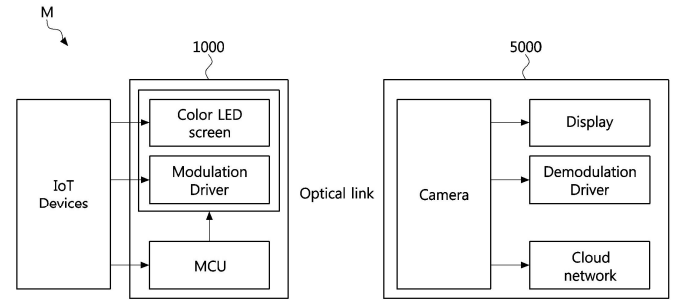 M
1000
5000
IoT
Devices
Color LED
screen
Modulation
Driver
MCU
Optical link
Camera
Display
Demodulation
Driver
Cloud
network